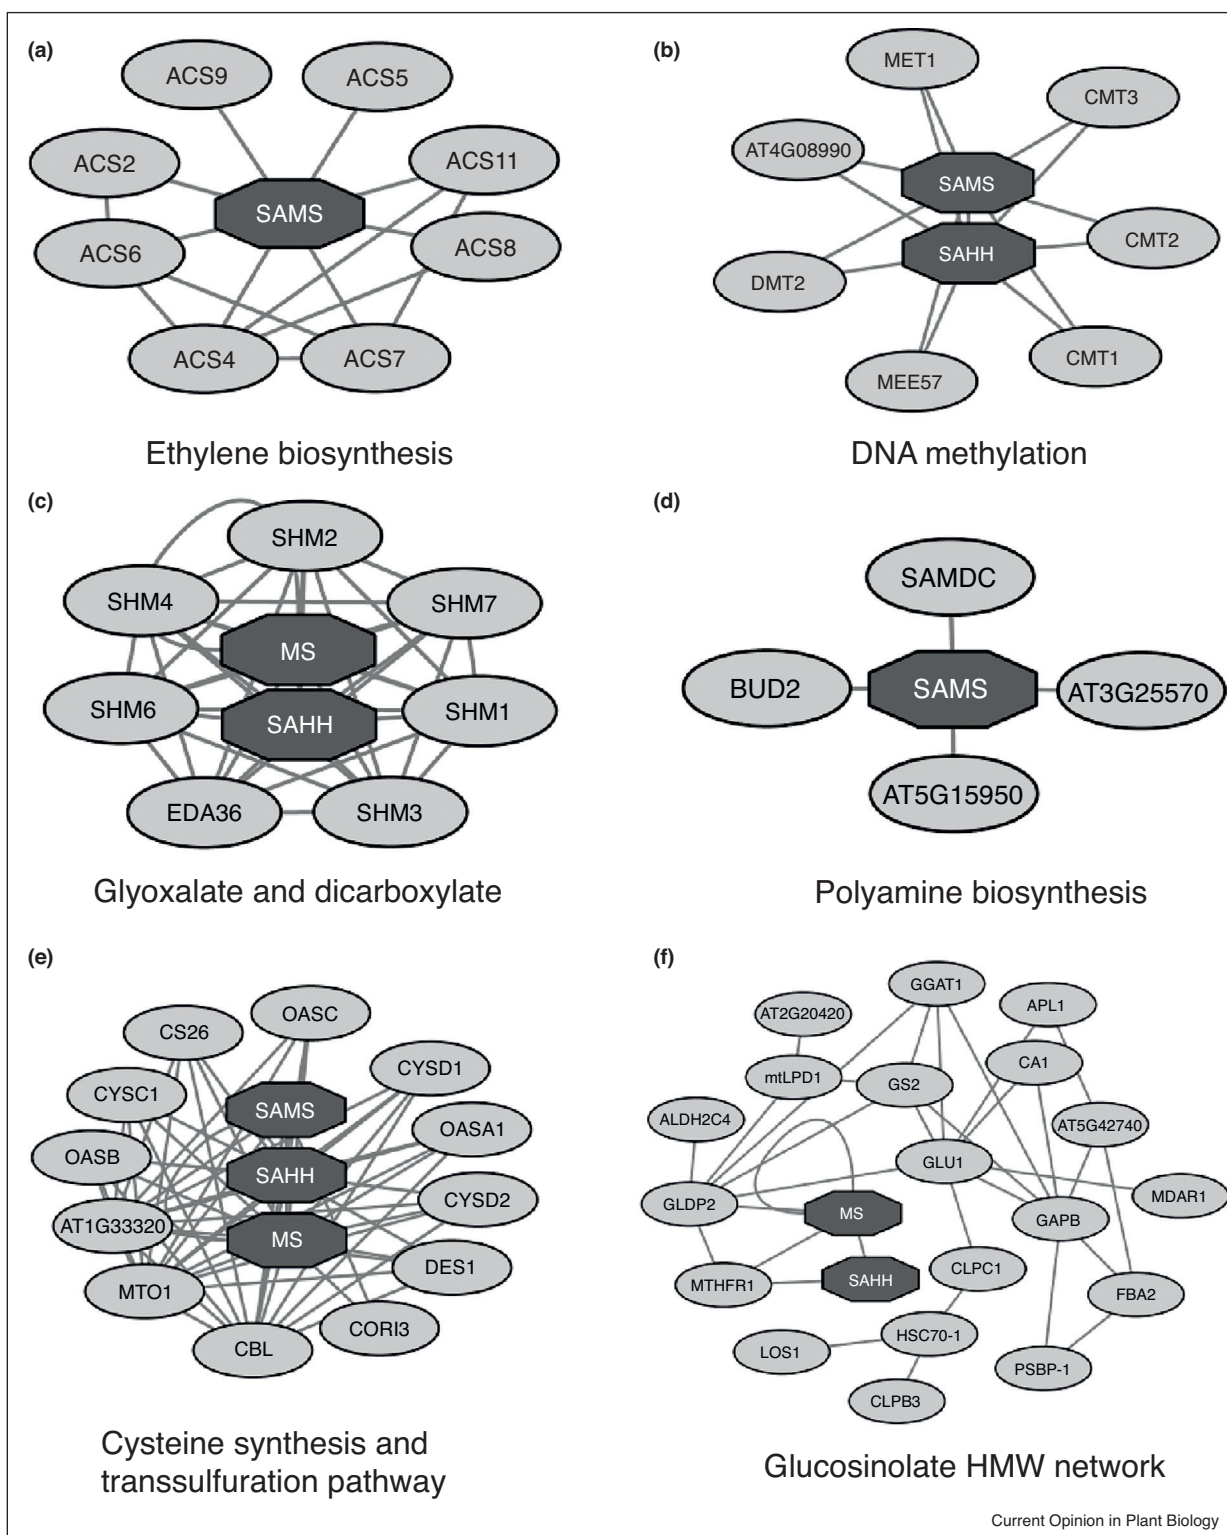 (a)
ACS9
ACS5
ACS2
ACS11
SAMS
ACS6
ACS8
ACS4
ACS7
Ethylene biosynthesis
(b)
MET1
CMT3
AT4G08990
SAMS
CMT2
SAHH
DMT2
CMT1
MEE57
DNA methylation
(c)
SHM2
SHM4
SHM7
MS
SHM6
SHM1
SAHH
EDA36
SHM3
Glyoxalate and dicarboxylate
(d)
SAMDC
BUD2
SAMS
AT3G25570
AT5G15950
Polyamine biosynthesis
(e)
OASC
CS26
CYSD1
CYSC1
SAMS
OASA1
OASB
SAHH
CYSD2
AT1G33320
MS
DES1
MTO1
CORI3
CBL
Cysteine synthesis and
transsulfuration pathway
(f)
GGAT1
AT2G20420
APL1
mtLPD1
GS2
CA1
ALDH2C4
AT5G42740
GLU1
GLDP2
MS
MDAR1
GAPB
MTHFR1
SAHH
CLPC1
FBA2
LOS1
HSC70-1
PSBP-1
CLPB3
Glucosinolate HMW network
Current Opinion in Plant Biology